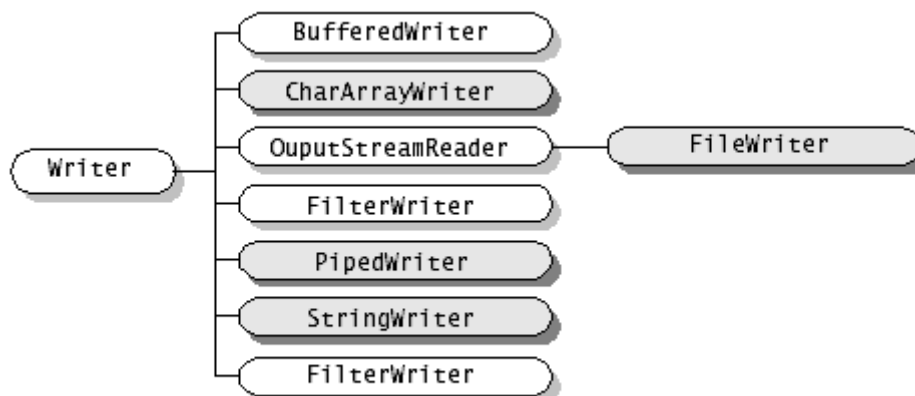 BufferedWriter
CharArrayWriter
OuputStreamReader
FileWriter
Writer
FilterWriter
PipedWriter
StringWriter
FilterWriter